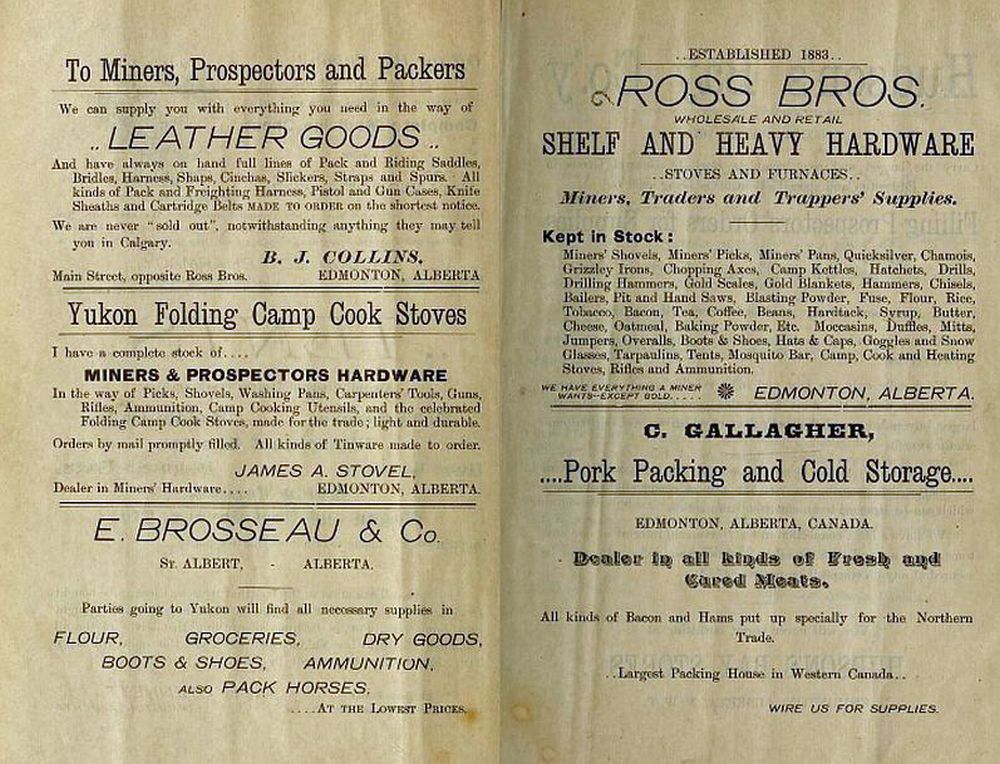 To Miners, Prospectors and Packers
We can supply you with everything you need in the way of
.. LEATHER GOODS ..
And have always on hand full lines of Pack and Riding Saddles,
Bridles, Harness, Shaps, Cinchas, Slickers, Straps and Spurs. All
kinds of Pack and Freighting Harness, Pistol and Gun Cases, Knife
Sheaths and Cartridge Belts MADE TO ORDER on the shortest notice.
We are never "sold out", notwithstanding anything they may tell
you in Calgary.
B. J. COLLINS,
Main Street, opposite Ross Bros. EDMONTON, ALBERTA
Yukon Folding Camp Cook Stoves
I have a complete stock of....
MINERS & PROSPECTORS HARDWARE
In the way of Picks, Shovels, Washing Pans, Carpenters' Tools, Guns,
Rifles, Ammunition, Camp Cooking Utensils, and the celebrated
Folding Camp Cook Stoves, made for the trade; light and durable.
Orders by mail promptly filled. All kinds of Tinware made to order.
JAMES A. STOVEL,
Dealer in Miners' Hardware.... EDMONTON, ALBERTA.
E. BROSSEAU & Co.
ST. ALBERT, - ALBERTA.
Parties going to Yukon will find all necessary supplies in
FLOUR, GROCERIES, DRY GOODS,
BOOTS & SHOES, AMMUNITION,
ALSO PACK HORSES.
....AT THE LOWEST PRICES.
..ESTABLISHED 1883..
ROSS BROS.
WHOLESALE AND RETAIL
SHELF AND HEAVY HARDWARE
..STOVES AND FURNACES..
Miners, Traders and Trappers' Supplies.
Kept in Stock:
Miners' Shovels, Miners' Picks, Miners' Pans, Quicksilver, Chamois,
Grizzley Irons, Chopping Axes, Camp Kettles, Hatchets, Drills,
Drilling Hammers, Gold Scales, Gold Blankets, Hammers, Chisels,
Bailers, Pit and Hand Saws, Blasting Powder, Fuse, Flour, Rice,
Tobacco, Bacon, Tea, Coffee, Beans, Hardtack, Syrup, Butter,
Cheese, Oatmeal, Baking Powder, Etc. Moccasins, Duffles, Mitts,
Jumpers, Overalls, Boots & Shoes, Hats & Caps, Goggles and Snow
Glasses, Tarpaulins, Tents, Mosquito Bar, Camp, Cook and Heating
Stoves, Rifles and Ammunition.
WE HAVE EVERYTHING A MINER
WANTS--EXCEPT GOLD..... EDMONTON, ALBERTA.
C. GALLAGHER,
....Pork Packing and Cold Storage....
EDMONTON, ALBERTA, CANADA.
Dealer in all kinds of Fresh and
Cured Meats.
All kinds of Bacon and Hams put up specially for the Northern
Trade.
..Largest Packing House in Western Canada..
WIRE US FOR SUPPLIES.